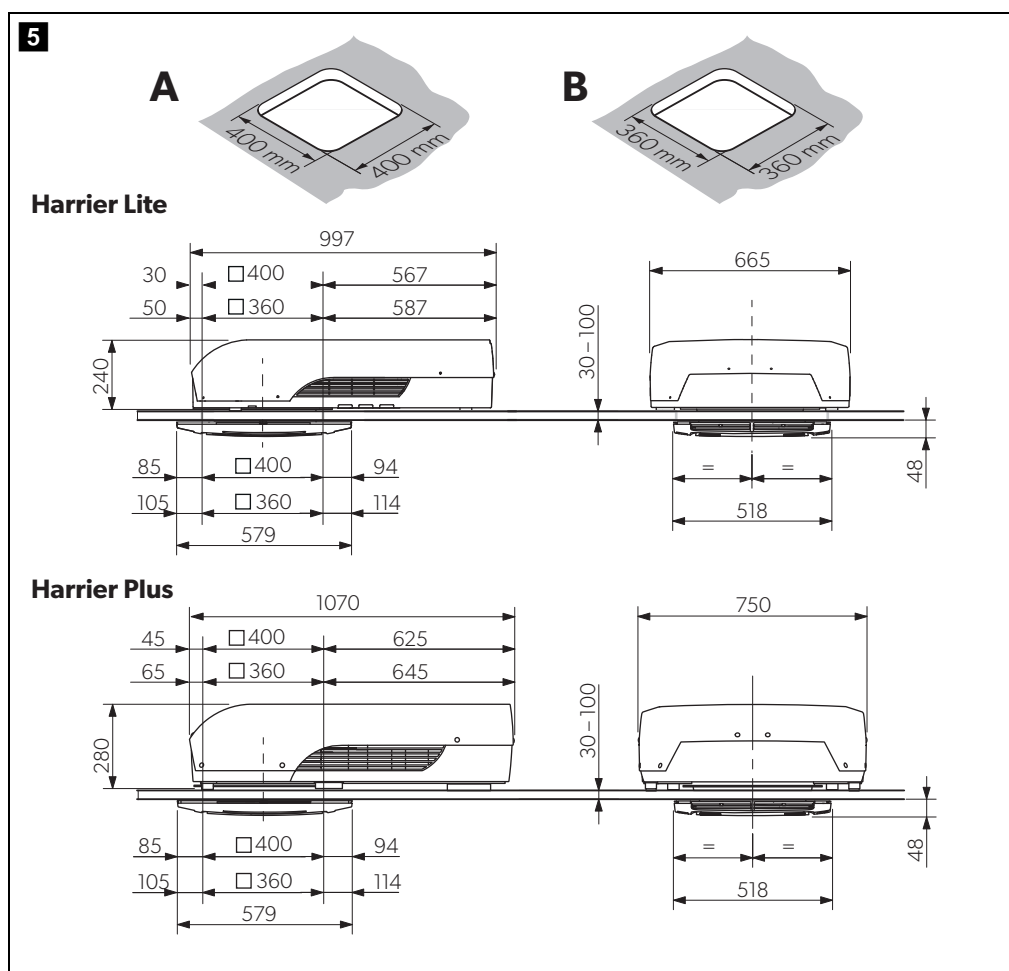 5
A
B
400 mm 400 mm
360 mm 360 mm
Harrier Lite
997
665
30 □400 567
50 □360 587
30 – 100
240
85 □400 94
= =
48
105 □360 114
518
579
Harrier Plus
1070
750
45 □400 625
65 □360 645
30 – 100
280
85 □400 94
= =
48
105 □360 114
518
579